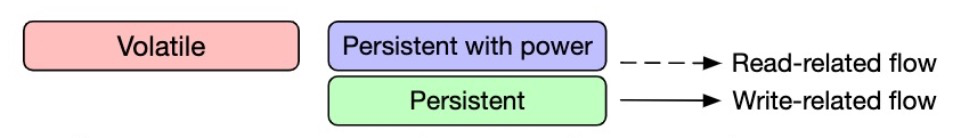 Volatile
Persistent with power
Persistent
Read-related flow
Write-related flow